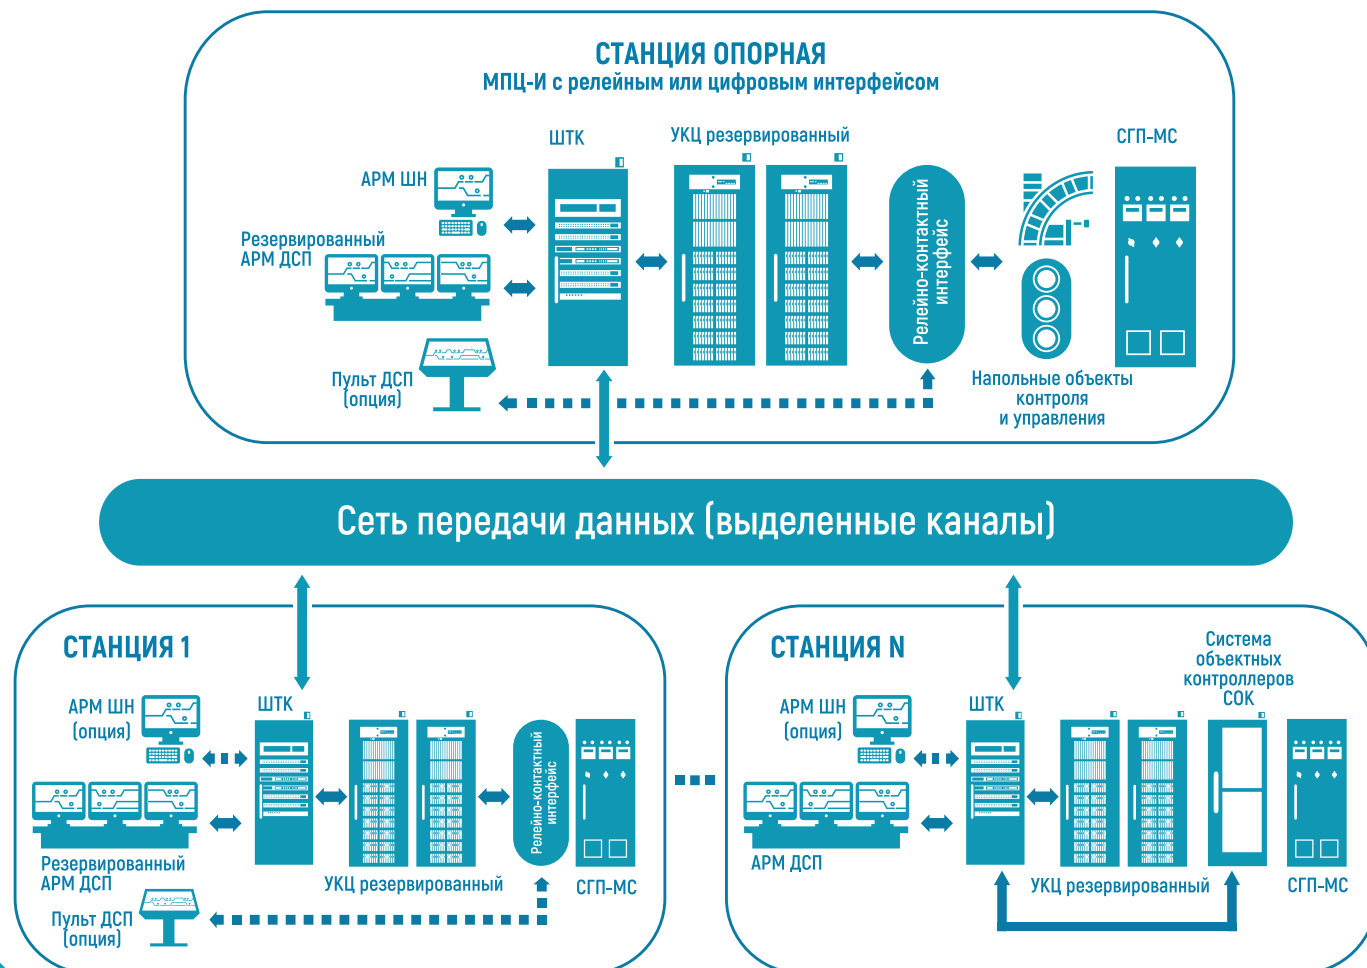 СТАНЦИЯ ОПОРНАЯ
МПЦ-И с релейным или цифровым интерфейсом
ШТК
УКЦ резервированный
СГП-МС
АРМ ШН
Резервированный
АРМ ДСП
Релейно-контактный
интерфейс
Пульт ДСП
(опция)
Напольные объекты
контроля
и управления
Сеть передачи данных (выделенные каналы)
СТАНЦИЯ 1
АРМ ШН
(опция)
ШТК
Релейно-контактный
интерфейс
Резервированный
АРМ ДСП
УКЦ резервированный
СГП-МС
Пульт ДСП
(опция)
СТАНЦИЯ N
Система
объектных
контроллеров
СОК
АРМ ШН
(опция)
ШТК
АРМ ДСП
УКЦ резервированный
СГП-МС